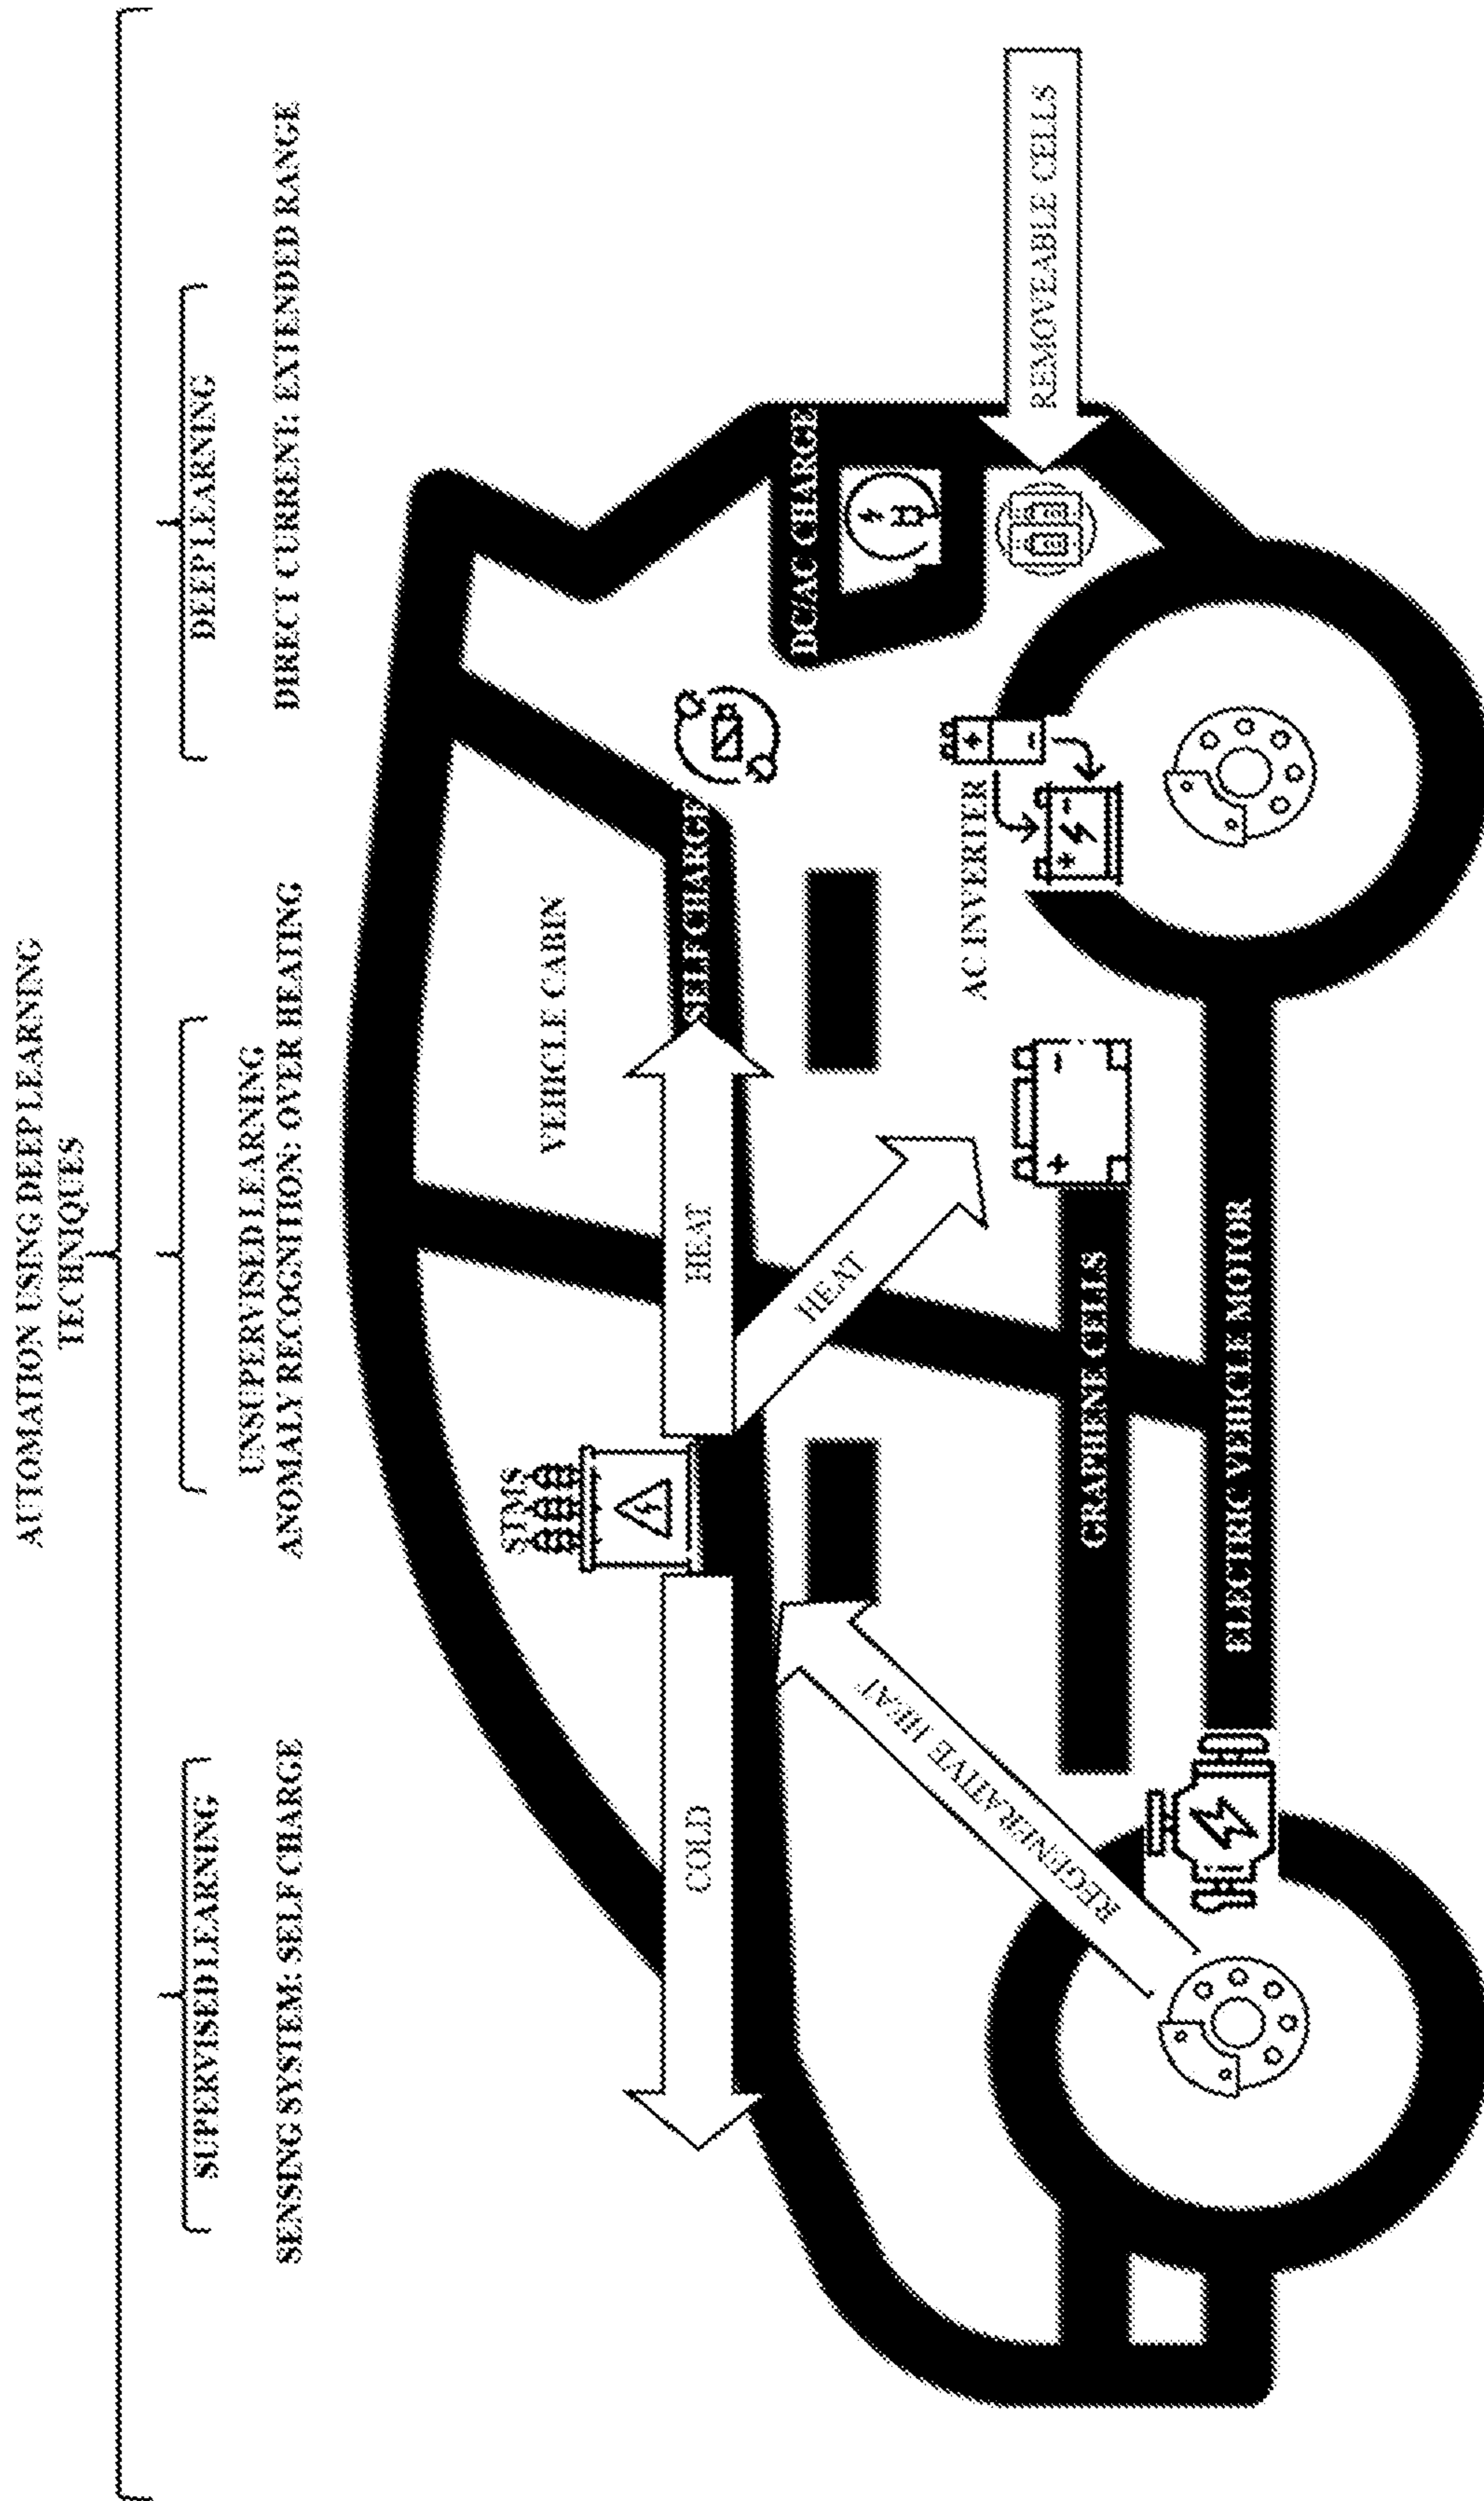 AUTOMATION USING DEEP LEARNING
TECHNIQUES
SUPERVISED LEARNING
SENSING SYSTEM: SELF CHARGE
UNSUPERVISED LEARNING
ANOMALY RECOGNITION: OVER HEATING
DEEP LEARNING
DIRECT CURRENT: EXTENDED RANGE
STMS
VEHICLE CABIN
COLD
HEAT
SELF CHARGE
HEAT
DC/AC CHARGE
REGENERATIVE HEAT
AC INVERTER
REMOVEABLE CELLS
GRAPHENE CELLS
ELECTRIC VEHICLE MOTOR